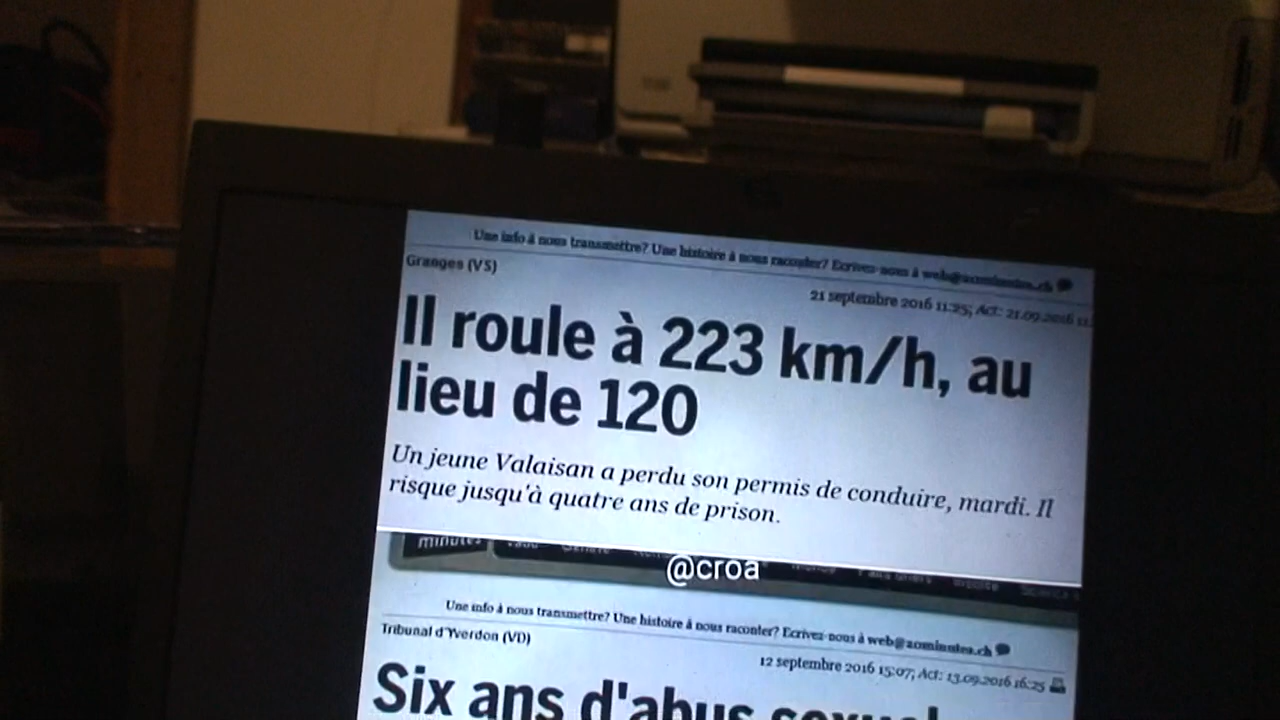 Une info à nous transmettre? Une histoire à nous raconter? Ecrivez-nous à web@20minutes.ch
Granges (VS)
21 septembre 2016 11:25; Act: 21.09.2016 11:
Il roule à 223 km/h, au
lieu de 120
Un jeune Valaisan a perdu son permis de conduire, mardi. Il
risque jusqu'à quatre ans de prison.
minutes
@croa
Une info à nous transmettre? Une histoire à nous raconter? Ecrivez-nous à web@20minutes.ch
Tribunal d'Yverdon (VD)
12 septembre 2016 15:07; Act: 13.09.2016 16:25
Six ans d'abus